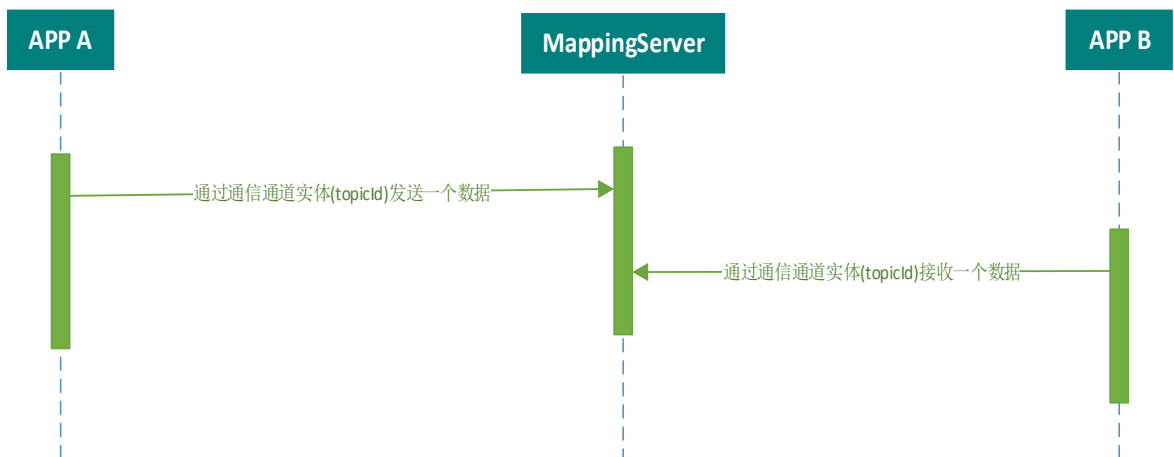 APP A
MappingServer
APP B
通过通信通道实体(topicId)发送一个数据
通过通信通道实体(topicId)接收一个数据